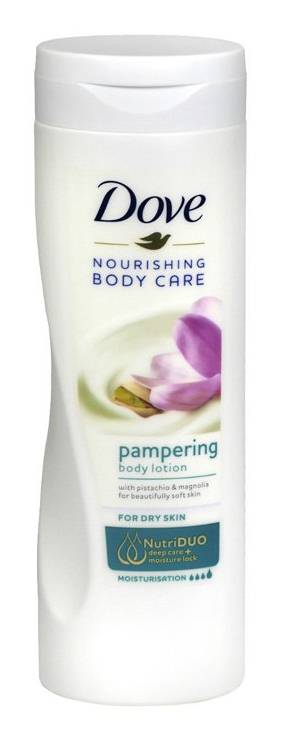 Dove
NOURISHING
BODY CARE
pampering
body lotion
with pistachio & magnolia
for beautifully soft skin
FOR DRY SKIN
NutriDUO
deep care +
moisture lock
MOISTURISATION